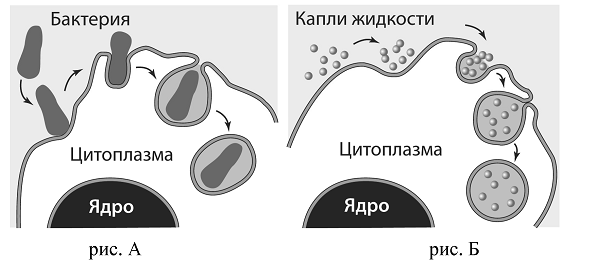 Бактерия
Цитоплазма
Ядро
рис. А
Капли жидкости
Цитоплазма
Ядро
рис. Б